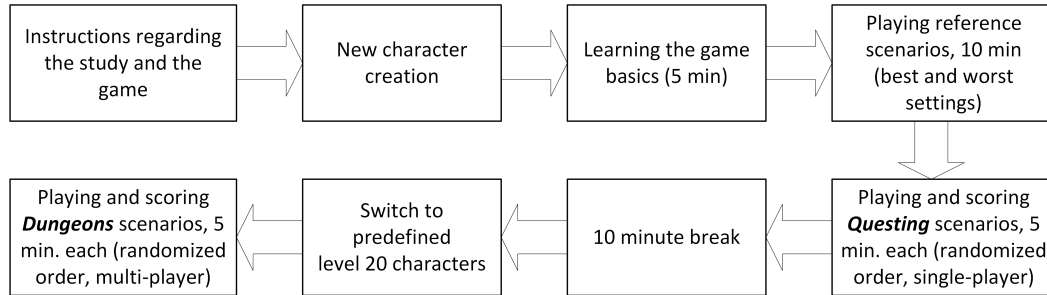 Instructions regarding
the study and the
game
New character
creation
Learning the game
basics (5 min)
Playing reference
scenarios, 10 min
(best and worst
settings)
Playing and scoring
Questing scenarios, 5
min. each (randomized
order, single-player)
10 minute break
Switch to
predefined
level 20 characters
Playing and scoring
Dungeons scenarios, 5
min. each (randomized
order, multi-player)